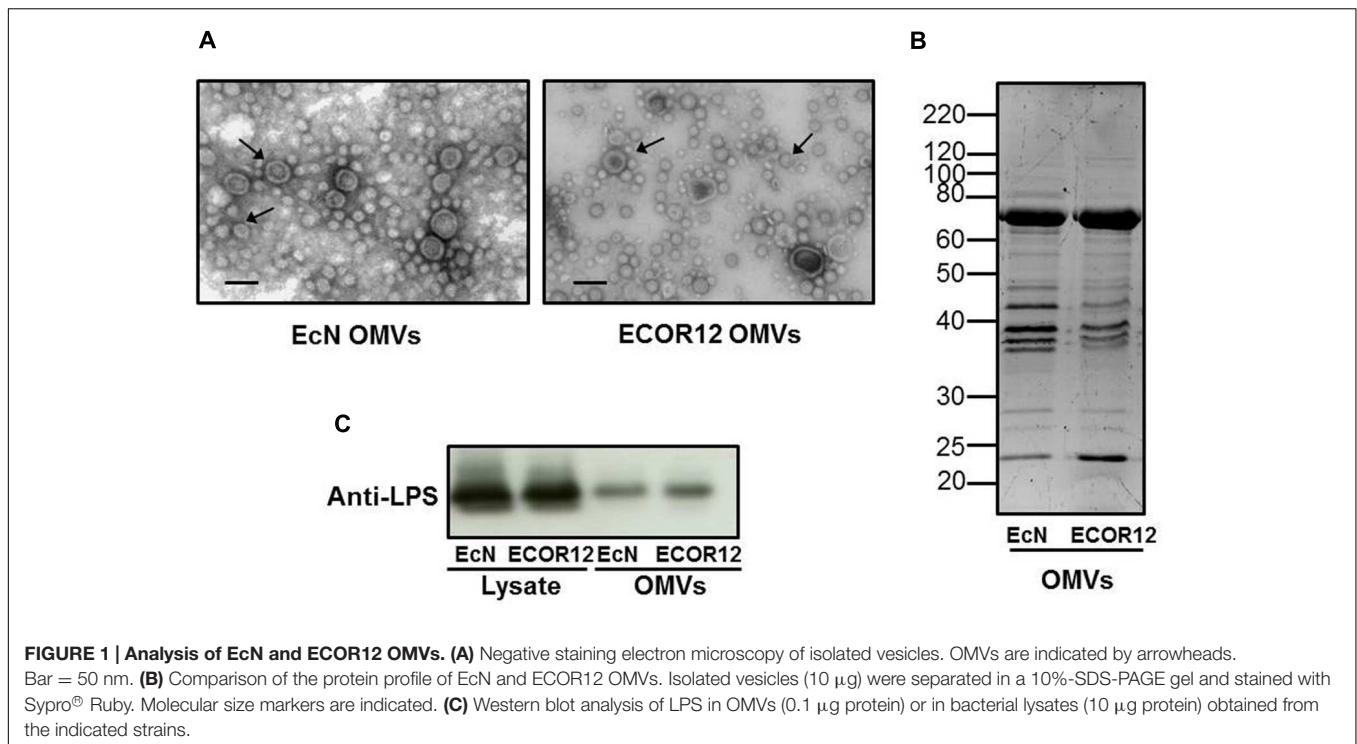 A
B
EcN OMVs
ECOR12 OMVs
220
120
100
80
60
50
40
30
25
20
EcN ECOR12
OMVs
C
Anti-LPS
EcN ECOR12 EcN ECOR12
Lysate OMVs
FIGURE 1 | Analysis of EcN and ECOR12 OMVs. (A) Negative staining electron microscopy of isolated vesicles. OMVs are indicated by arrowheads.
Bar = 50 nm. (B) Comparison of the protein profile of EcN and ECOR12 OMVs. Isolated vesicles (10 μg) were separated in a 10%-SDS-PAGE gel and stained with
Sypro® Ruby. Molecular size markers are indicated. (C) Western blot analysis of LPS in OMVs (0.1 μg protein) or in bacterial lysates (10 μg protein) obtained from
the indicated strains.